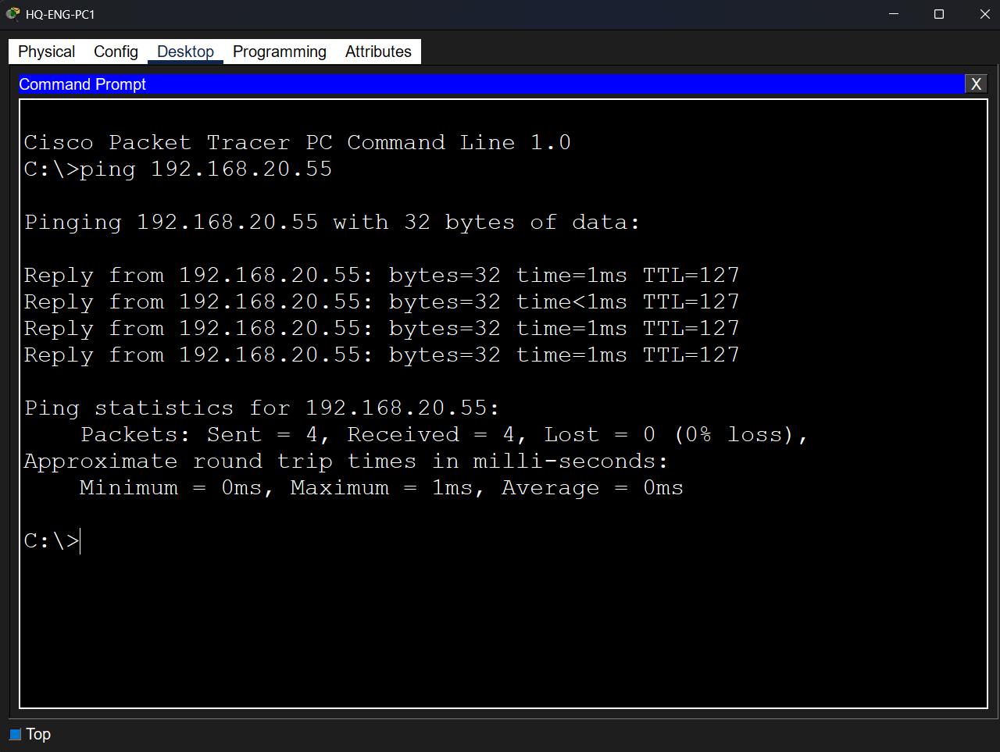 HQ-ENG-PC1
Physical Config Desktop Programming Attributes
Command Prompt X
Cisco Packet Tracer PC Command Line 1.0
C:\>ping 192.168.20.55
Pinging 192.168.20.55 with 32 bytes of data:
Reply from 192.168.20.55: bytes=32 time=1ms TTL=127
Reply from 192.168.20.55: bytes=32 time<1ms TTL=127
Reply from 192.168.20.55: bytes=32 time=1ms TTL=127
Reply from 192.168.20.55: bytes=32 time=1ms TTL=127
Ping statistics for 192.168.20.55:
    Packets: Sent = 4, Received = 4, Lost = 0 (0% loss),
Approximate round trip times in milli-seconds:
    Minimum = 0ms, Maximum = 1ms, Average = 0ms
C:\>
Top